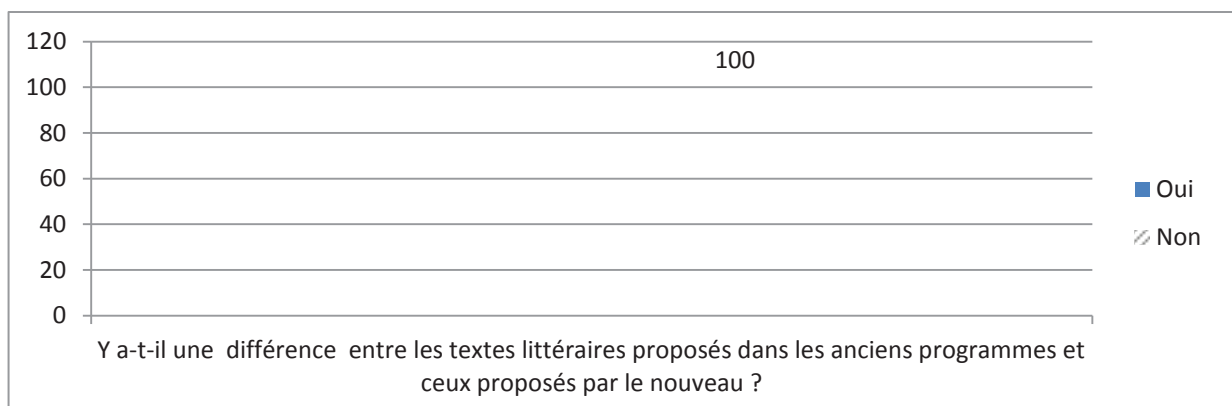 120
100
100
80
60
40
20
0
Oui
Non
Y a-t-il une différence entre les textes littéraires proposés dans les anciens programmes et
ceux proposés par le nouveau ?